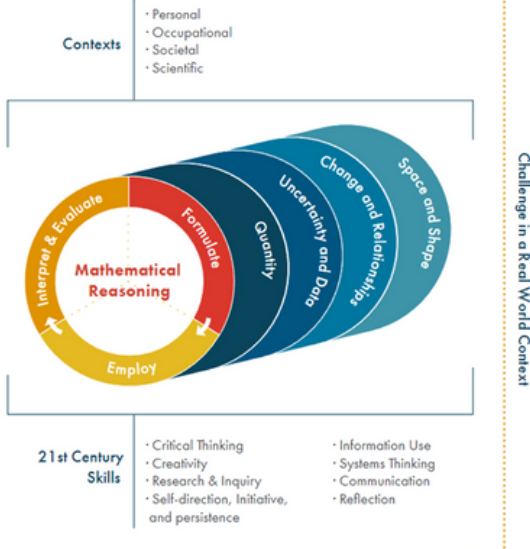 Contexts
· Personal
· Occupational
· Societal
· Scientific
Interpret & Evaluate
Formulate
Employ
Mathematical
Reasoning
Quantity
Uncertainty and Data
Change and Relationships
Space and Shape
Challenge in a Real World Context
21st Century
Skills
· Critical Thinking
· Creativity
· Research & Inquiry
· Self-direction, Initiative,
and persistence
· Information Use
· Systems Thinking
· Communication
· Reflection